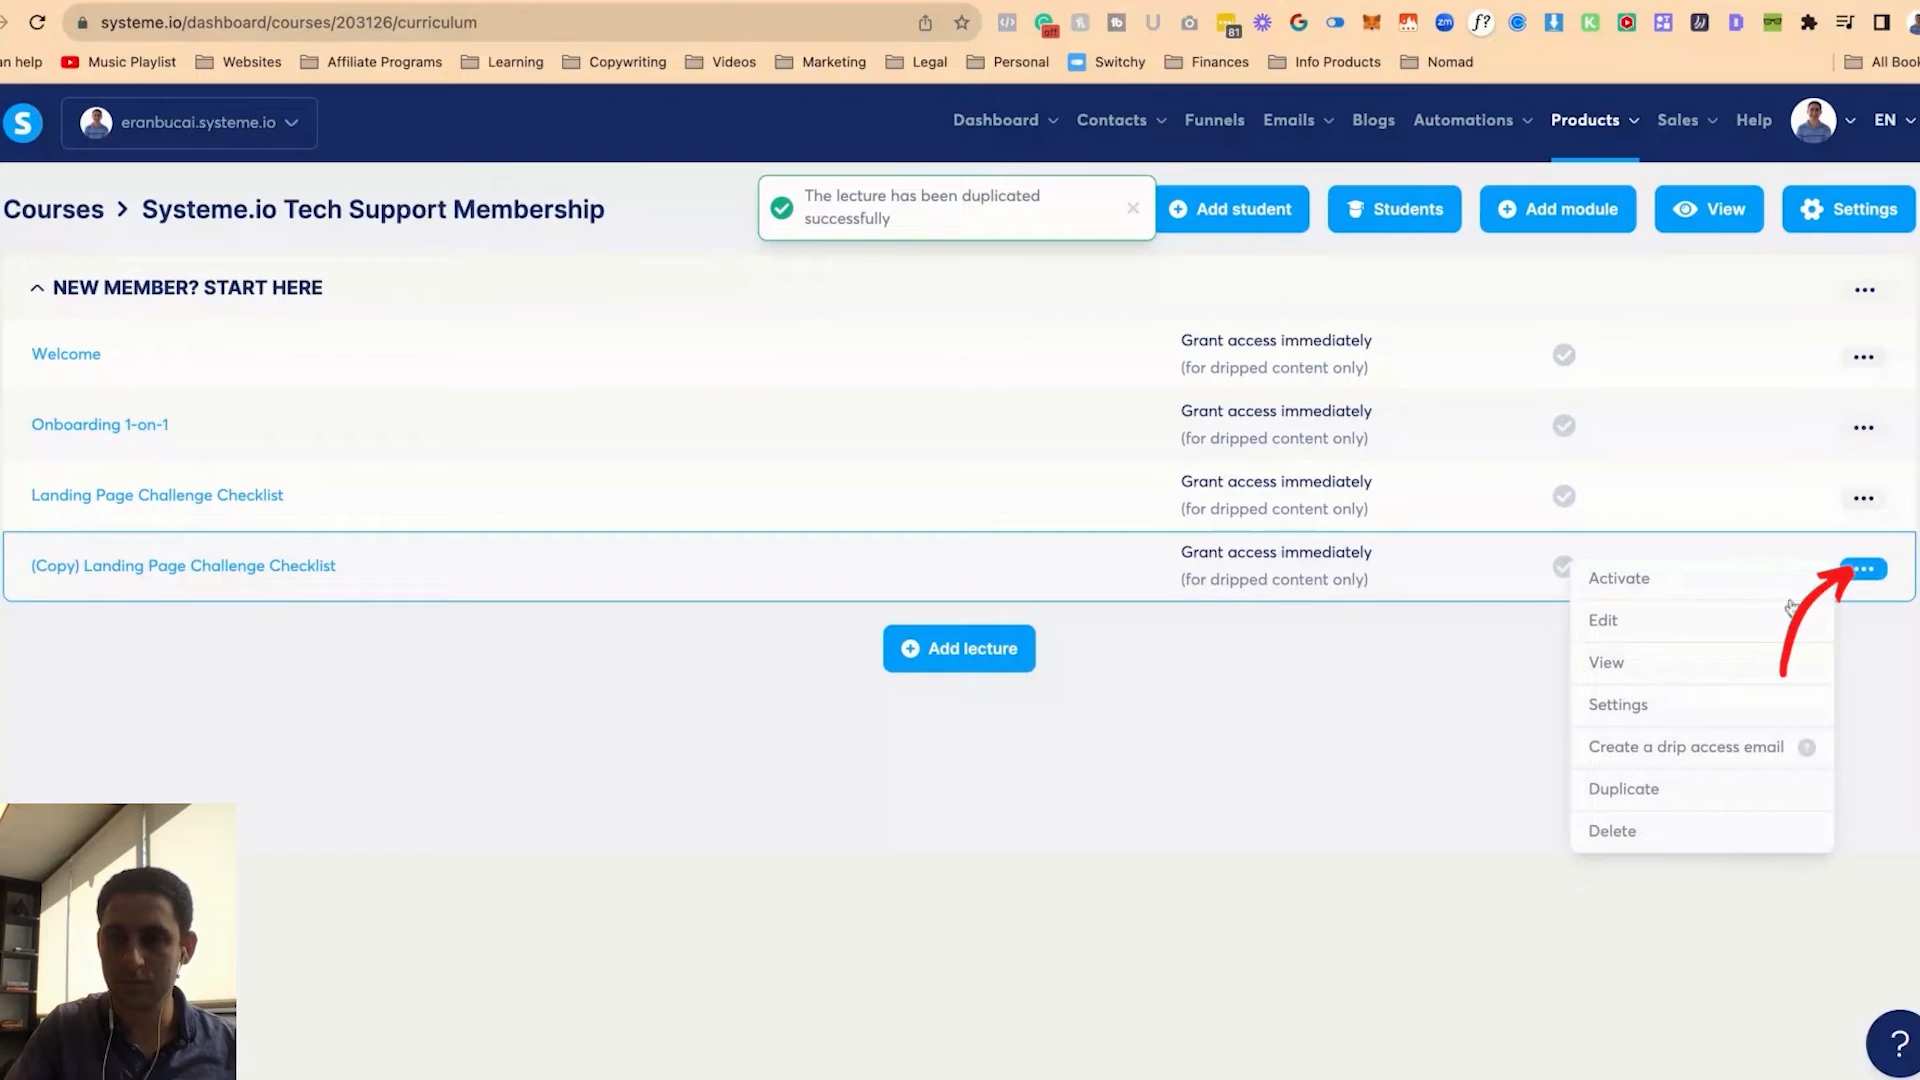 systeme.io/dashboard/courses/203126/curriculum
off
81
tb
U
zm
f?
K
D
an help
Music Playlist
Websites
Affiliate Programs
Learning
Copywriting
Videos
Marketing
Legal
Personal
Switchy
Finances
Info Products
Nomad
All Book
S
eranbucai.systeme.io
Dashboard
Contacts
Funnels
Emails
Blogs
Automations
Products
Sales
Help
EN
Courses > Systeme.io Tech Support Membership
The lecture has been duplicated
successfully
Add student
Students
Add module
View
Settings
NEW MEMBER? START HERE
Welcome
Grant access immediately
(for dripped content only)
Onboarding 1-on-1
Grant access immediately
(for dripped content only)
Landing Page Challenge Checklist
Grant access immediately
(for dripped content only)
(Copy) Landing Page Challenge Checklist
Grant access immediately
(for dripped content only)
Activate
Edit
View
Settings
Create a drip access email ?
Duplicate
Delete
Add lecture
?